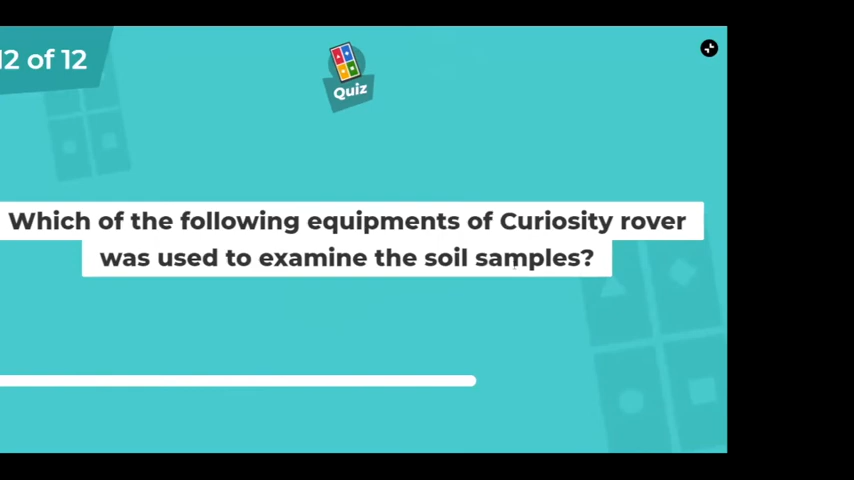 12 of 12
Quiz
Which of the following equipments of Curiosity rover
was used to examine the soil samples?